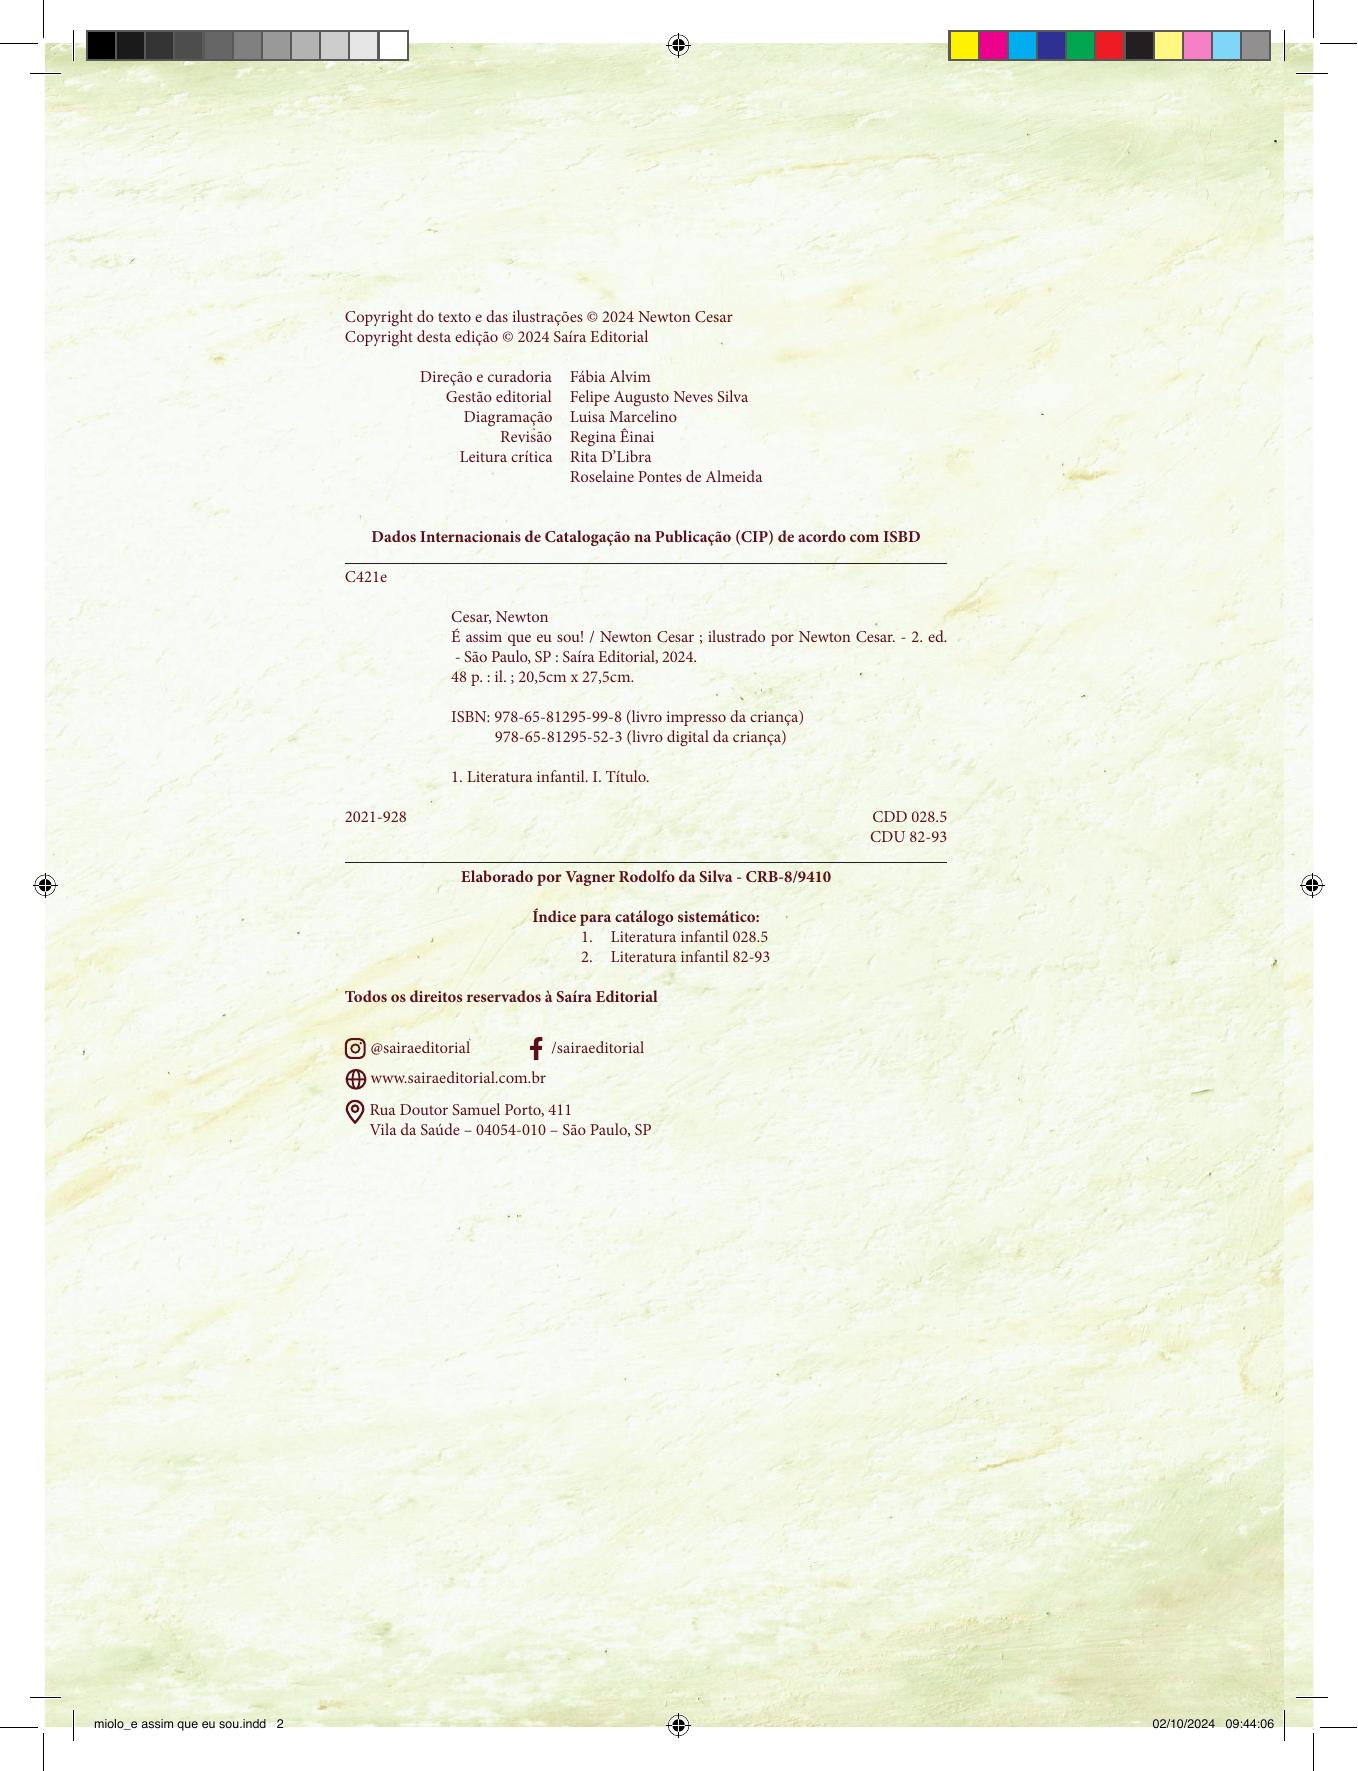 Copyright do texto e das ilustrações © 2024 Newton Cesar
Copyright desta edição © 2024 Saíra Editorial
Direção e curadoria Fábia Alvim
Gestão editorial Felipe Augusto Neves Silva
Diagramação Luisa Marcelino
Revisão Regina Êinai
Leitura crítica Rita D’Libra
Roselaine Pontes de Almeida
Dados Internacionais de Catalogação na Publicação (CIP) de acordo com ISBD
C421e
Cesar, Newton
É assim que eu sou! / Newton Cesar ; ilustrado por Newton Cesar. - 2. ed.
- São Paulo, SP : Saíra Editorial, 2024.
48 p. : il. ; 20,5cm x 27,5cm.
ISBN: 978-65-81295-99-8 (livro impresso da criança)
978-65-81295-52-3 (livro digital da criança)
1. Literatura infantil. I. Título.
2021-928 CDD 028.5
CDU 82-93
Elaborado por Vagner Rodolfo da Silva - CRB-8/9410
Índice para catálogo sistemático:
1. Literatura infantil 028.5
2. Literatura infantil 82-93
Todos os direitos reservados à Saíra Editorial
@sairaeditorial /sairaeditorial
www.sairaeditorial.com.br
Rua Doutor Samuel Porto, 411
Vila da Saúde – 04054-010 – São Paulo, SP
miolo_e assim que eu sou.indd 2 02/10/2024 09:44:06